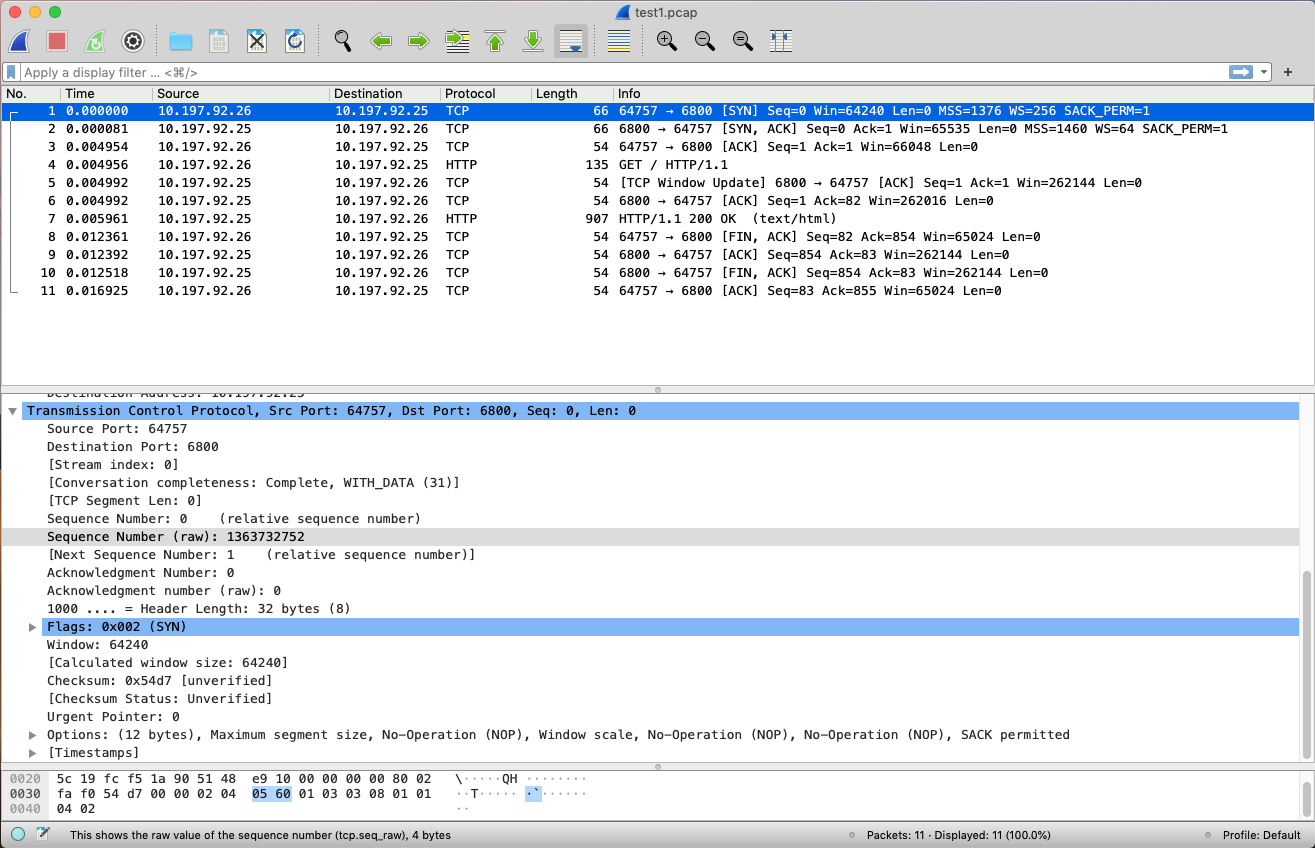 test1.pcap
Apply a display filter ... <⌘/>
+
No. Time Source Destination Protocol Length Info
1 0.000000 10.197.92.26 10.197.92.25 TCP 66 64757 → 6800 [SYN] Seq=0 Win=64240 Len=0 MSS=1376 WS=256 SACK_PERM=1
2 0.000081 10.197.92.25 10.197.92.26 TCP 66 6800 → 64757 [SYN, ACK] Seq=0 Ack=1 Win=65535 Len=0 MSS=1460 WS=64 SACK_PERM=1
3 0.004954 10.197.92.26 10.197.92.25 TCP 54 64757 → 6800 [ACK] Seq=1 Ack=1 Win=66048 Len=0
4 0.004956 10.197.92.26 10.197.92.25 HTTP 135 GET / HTTP/1.1
5 0.004992 10.197.92.25 10.197.92.26 TCP 54 [TCP Window Update] 6800 → 64757 [ACK] Seq=1 Ack=1 Win=262144 Len=0
6 0.004992 10.197.92.25 10.197.92.26 TCP 54 6800 → 64757 [ACK] Seq=1 Ack=82 Win=262016 Len=0
7 0.005961 10.197.92.25 10.197.92.26 HTTP 907 HTTP/1.1 200 OK (text/html)
8 0.012361 10.197.92.26 10.197.92.25 TCP 54 64757 → 6800 [FIN, ACK] Seq=82 Ack=854 Win=65024 Len=0
9 0.012392 10.197.92.25 10.197.92.26 TCP 54 6800 → 64757 [ACK] Seq=854 Ack=83 Win=262144 Len=0
10 0.012518 10.197.92.25 10.197.92.26 TCP 54 6800 → 64757 [FIN, ACK] Seq=854 Ack=83 Win=262144 Len=0
11 0.016925 10.197.92.26 10.197.92.25 TCP 54 64757 → 6800 [ACK] Seq=83 Ack=855 Win=65024 Len=0
Destination Address: 10.197.92.25
Transmission Control Protocol, Src Port: 64757, Dst Port: 6800, Seq: 0, Len: 0
Source Port: 64757
Destination Port: 6800
[Stream index: 0]
[Conversation completeness: Complete, WITH_DATA (31)]
[TCP Segment Len: 0]
Sequence Number: 0 (relative sequence number)
Sequence Number (raw): 1363732752
[Next Sequence Number: 1 (relative sequence number)]
Acknowledgment Number: 0
Acknowledgment number (raw): 0
1000 .... = Header Length: 32 bytes (8)
Flags: 0x002 (SYN)
Window: 64240
[Calculated window size: 64240]
Checksum: 0x54d7 [unverified]
[Checksum Status: Unverified]
Urgent Pointer: 0
Options: (12 bytes), Maximum segment size, No-Operation (NOP), Window scale, No-Operation (NOP), No-Operation (NOP), SACK permitted
[Timestamps]
0020 5c 19 fc f5 1a 90 51 48 e9 10 00 00 00 00 80 02 \·····QH ········
0030 fa f0 54 d7 00 00 02 04 05 60 01 03 03 08 01 01 ··T····· ·`······
0040 04 02 ··
This shows the raw value of the sequence number (tcp.seq_raw), 4 bytes
Packets: 11 · Displayed: 11 (100.0%)
Profile: Default